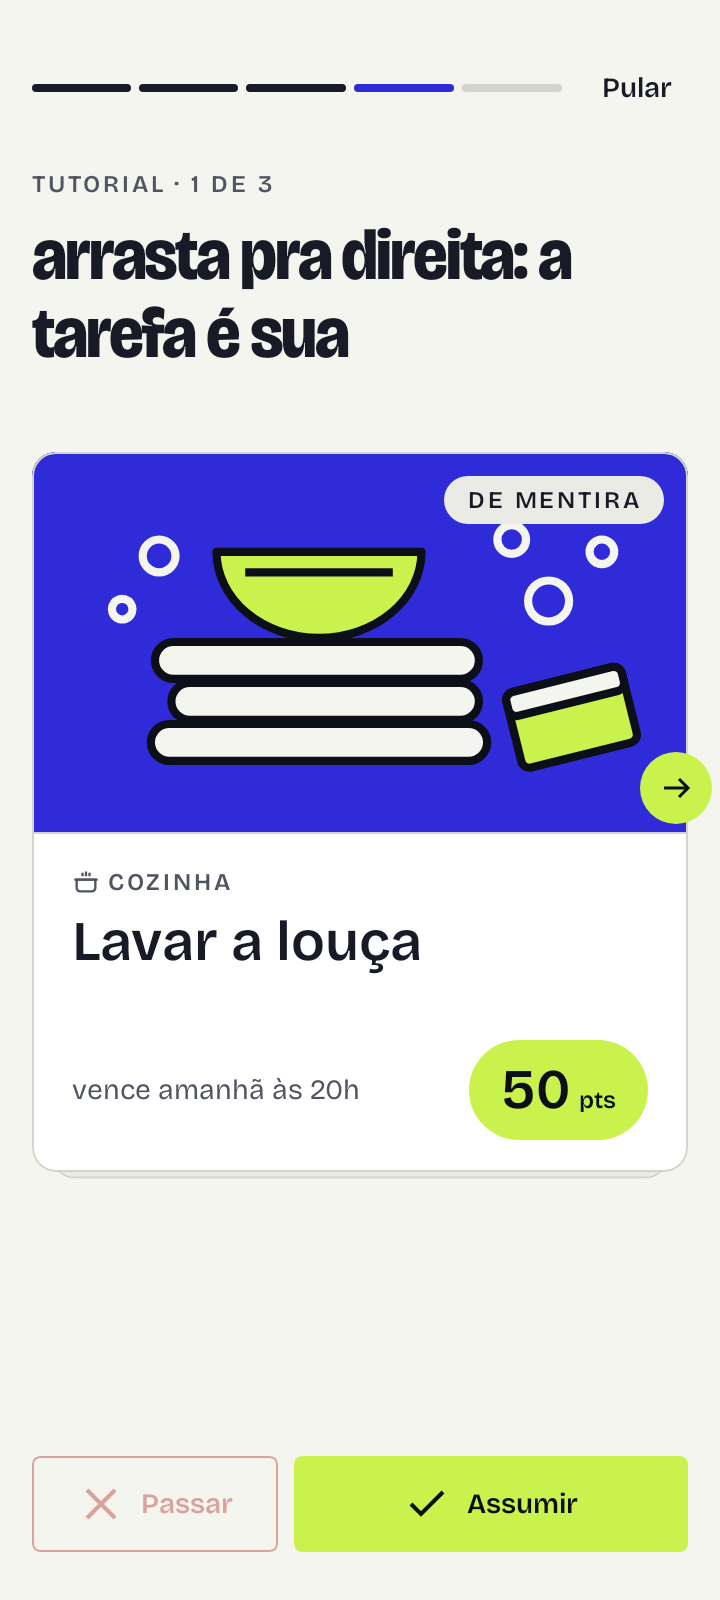 Pular
TUTORIAL · 1 DE 3
arrasta pra direita: a
tarefa é sua
DE MENTIRA
COZINHA
Lavar a louça
vence amanhã às 20h
50 pts
Passar
Assumir